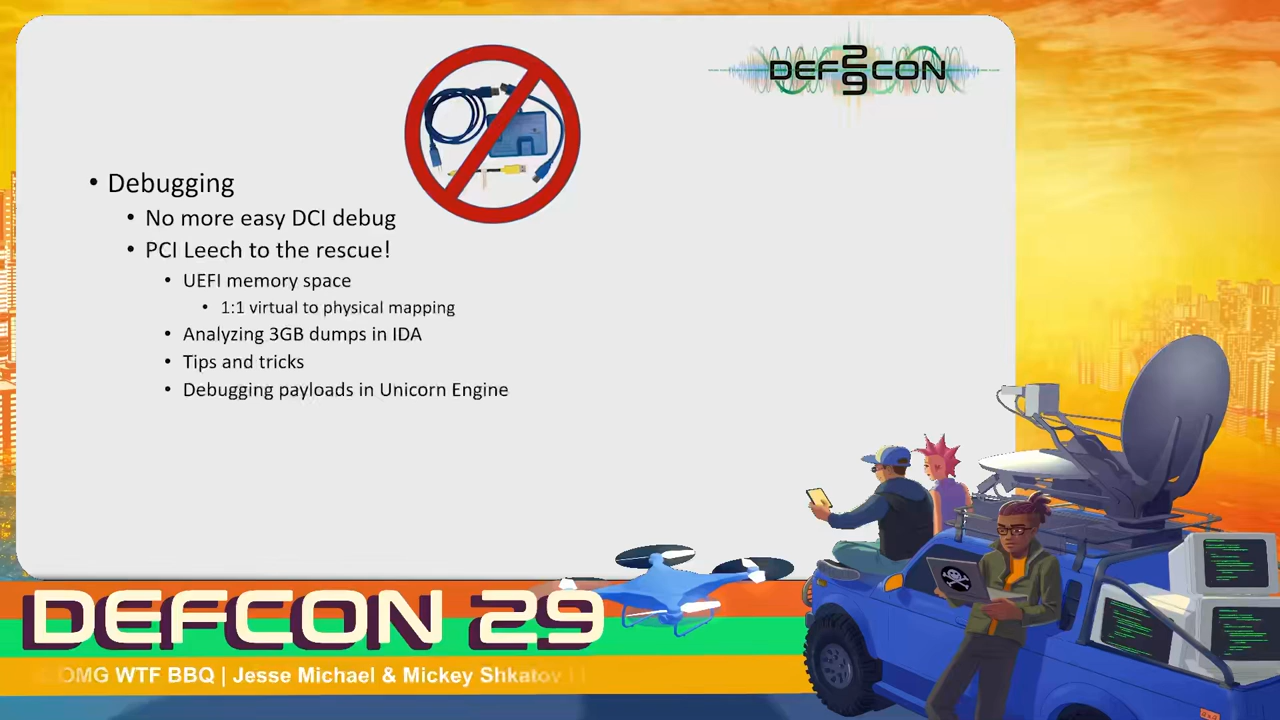 DEF CON
29
• Debugging
• No more easy DCI debug
• PCI Leech to the rescue!
• UEFI memory space
• 1:1 virtual to physical mapping
• Analyzing 3GB dumps in IDA
• Tips and tricks
• Debugging payloads in Unicorn Engine
DEFCON 29
OMG WTF BBQ | Jesse Michael & Mickey Shkatov